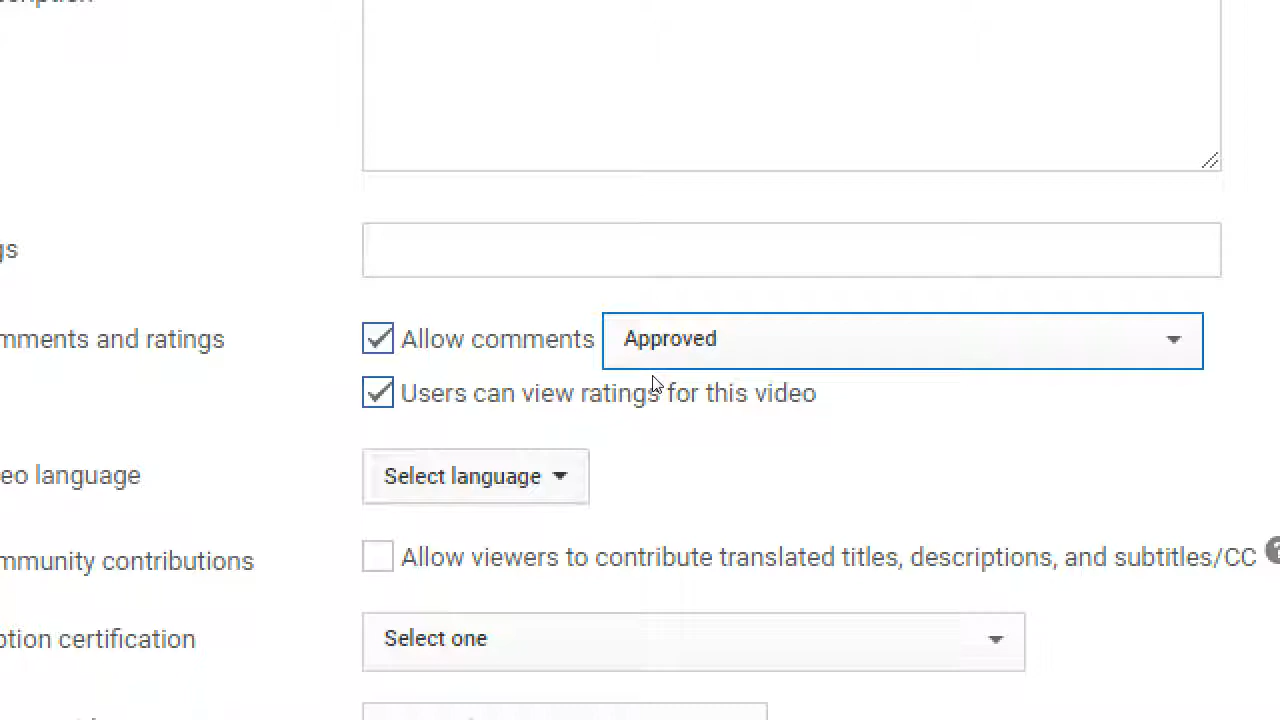 gs
mments and ratings
Allow comments
Approved
Users can view ratings for this video
eo language
Select language
mmunity contributions
Allow viewers to contribute translated titles, descriptions, and subtitles/CC ?
ption certification
Select one